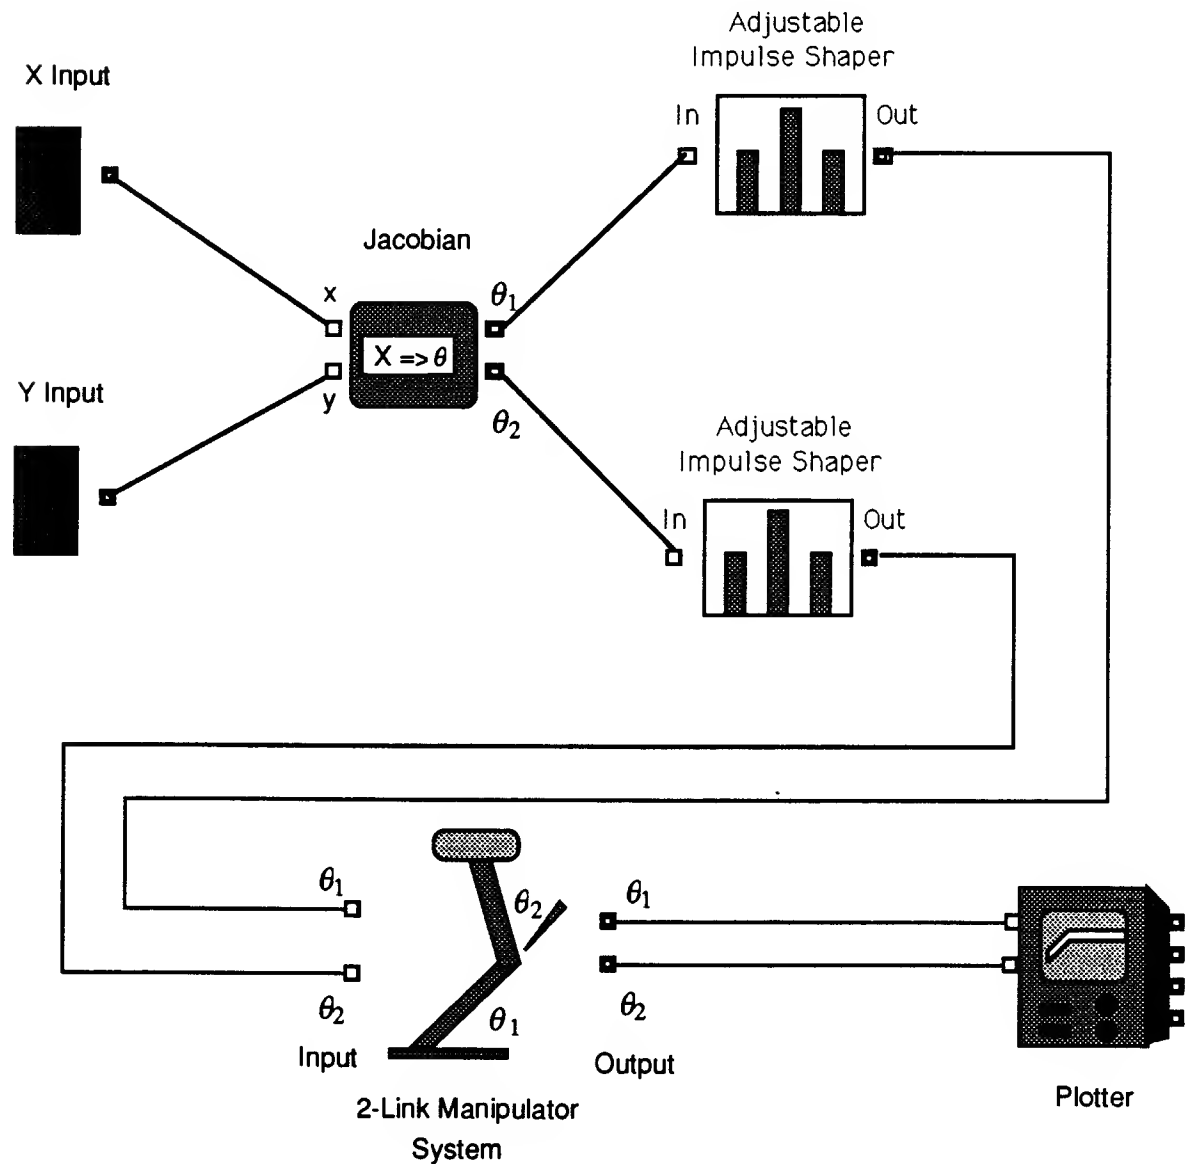 Adjustable
Impulse Shaper
X Input
In
Out
Jacobian
x
θ1
X => θ
Y Input
y
θ2
Adjustable
Impulse Shaper
In
Out
θ1
θ2
θ1
θ2
θ1
θ2
Input
Output
Plotter
2-Link Manipulator
System